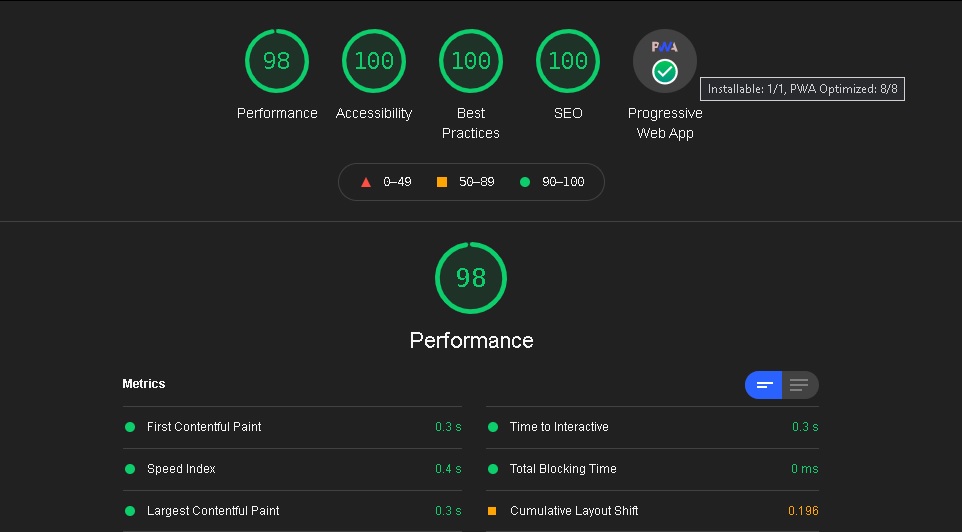 98
100
100
100
PWA
Performance
Accessibility
Best
Practices
SEO
Progressive
Web App
Installable: 1/1, PWA Optimized: 8/8
0–49
50–89
90–100
98
Performance
Metrics
First Contentful Paint 0.3 s
Time to Interactive 0.3 s
Speed Index 0.4 s
Total Blocking Time 0 ms
Largest Contentful Paint 0.3 s
Cumulative Layout Shift 0.196